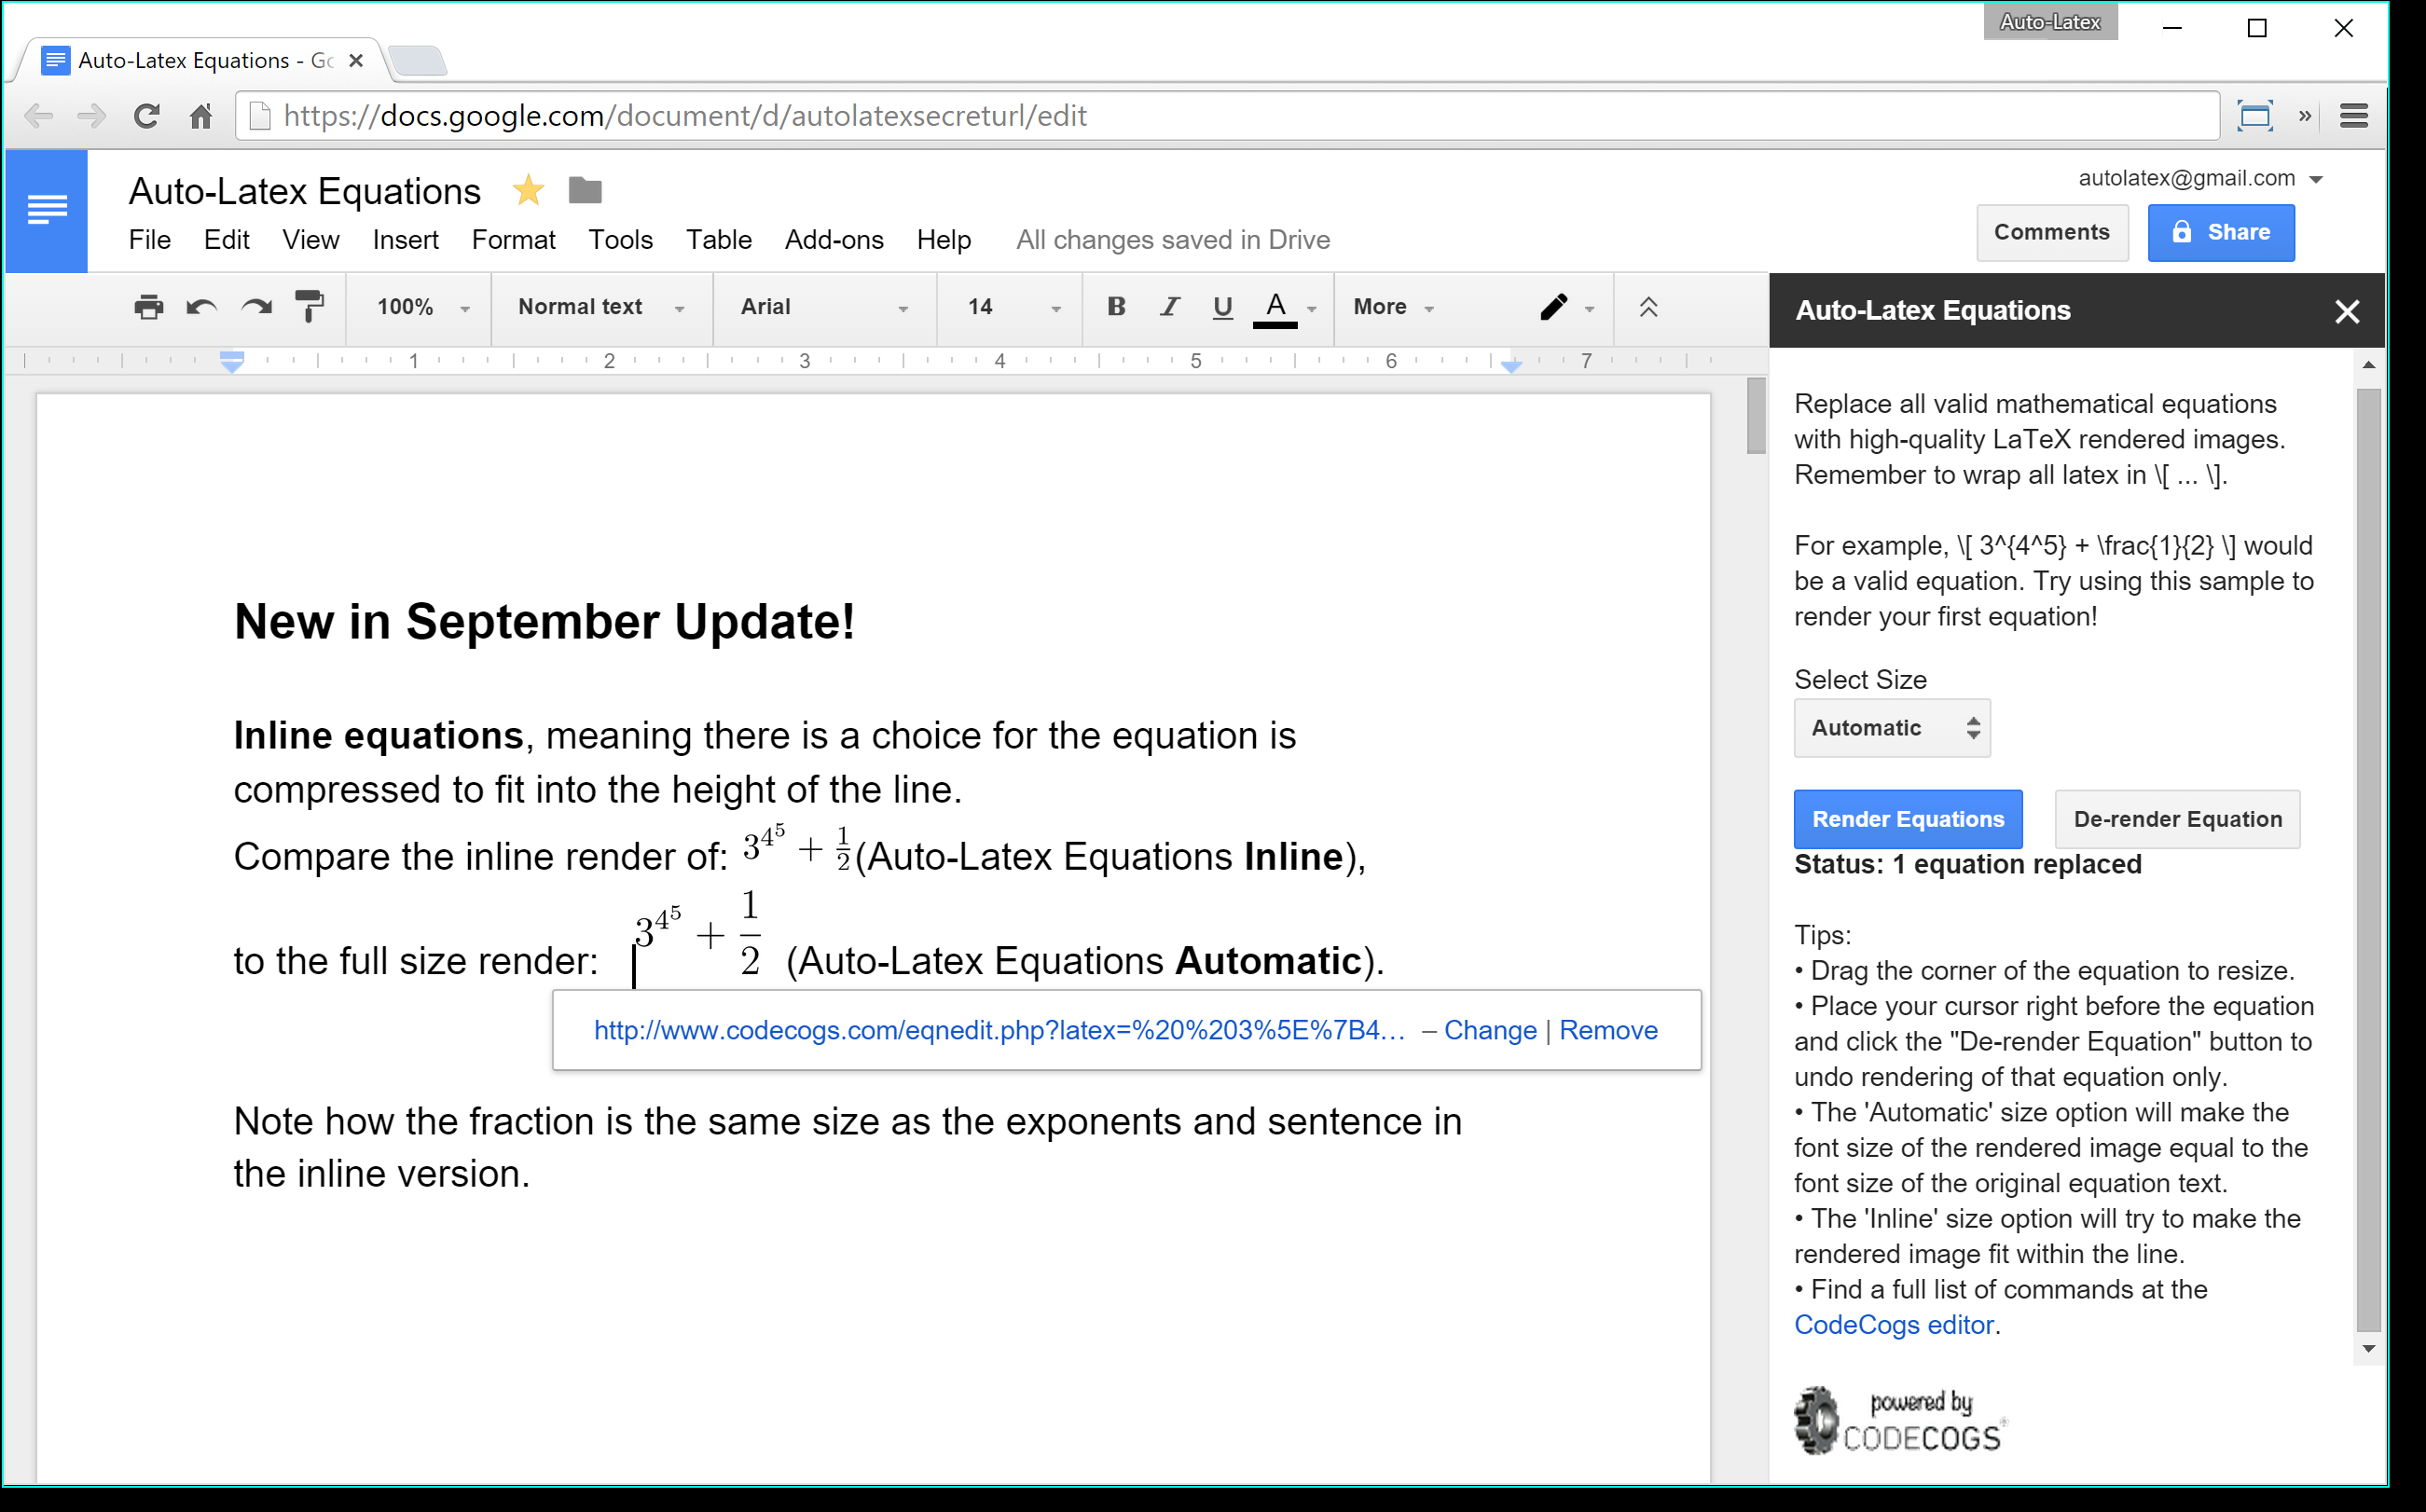 Auto-Latex
Auto-Latex Equations - Go
https://docs.google.com/document/d/autolatexsecreturl/edit
Auto-Latex Equations
autolatex@gmail.com
File Edit View Insert Format Tools Table Add-ons Help All changes saved in Drive
Comments Share
100% Normal text Arial 14 B I U A More
1 2 3 4 5 6 7
New in September Update!
Inline equations, meaning there is a choice for the equation is
compressed to fit into the height of the line.
Compare the inline render of: 3^{4^5} + \frac{1}{2}(Auto-Latex Equations Inline),
to the full size render: 3^{4^5} + \frac{1}{2} (Auto-Latex Equations Automatic).
http://www.codecogs.com/eqnedit.php?latex=%20%203%5E%7B4... – Change | Remove
Note how the fraction is the same size as the exponents and sentence in
the inline version.
Auto-Latex Equations
Replace all valid mathematical equations
with high-quality LaTeX rendered images.
Remember to wrap all latex in \[ ... \].
For example, \[ 3^{4^5} + \frac{1}{2} \] would
be a valid equation. Try using this sample to
render your first equation!
Select Size
Automatic
Render Equations De-render Equation
Status: 1 equation replaced
Tips:
• Drag the corner of the equation to resize.
• Place your cursor right before the equation
and click the "De-render Equation" button to
undo rendering of that equation only.
• The 'Automatic' size option will make the
font size of the rendered image equal to the
font size of the original equation text.
• The 'Inline' size option will try to make the
rendered image fit within the line.
• Find a full list of commands at the
CodeCogs editor.
powered by
CODECOGS